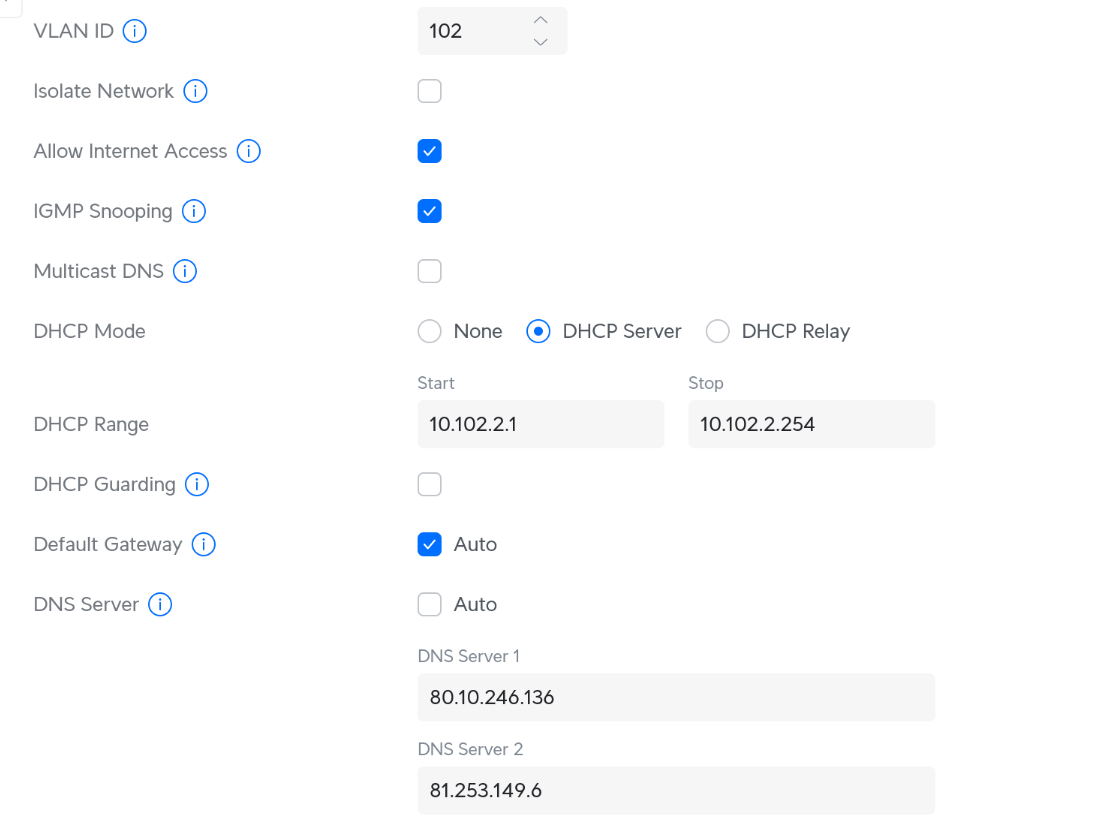 VLAN ID 102
Isolate Network
Allow Internet Access
IGMP Snooping
Multicast DNS
DHCP Mode None DHCP Server DHCP Relay
Start Stop
DHCP Range 10.102.2.1 10.102.2.254
DHCP Guarding
Default Gateway Auto
DNS Server Auto
DNS Server 1
80.10.246.136
DNS Server 2
81.253.149.6